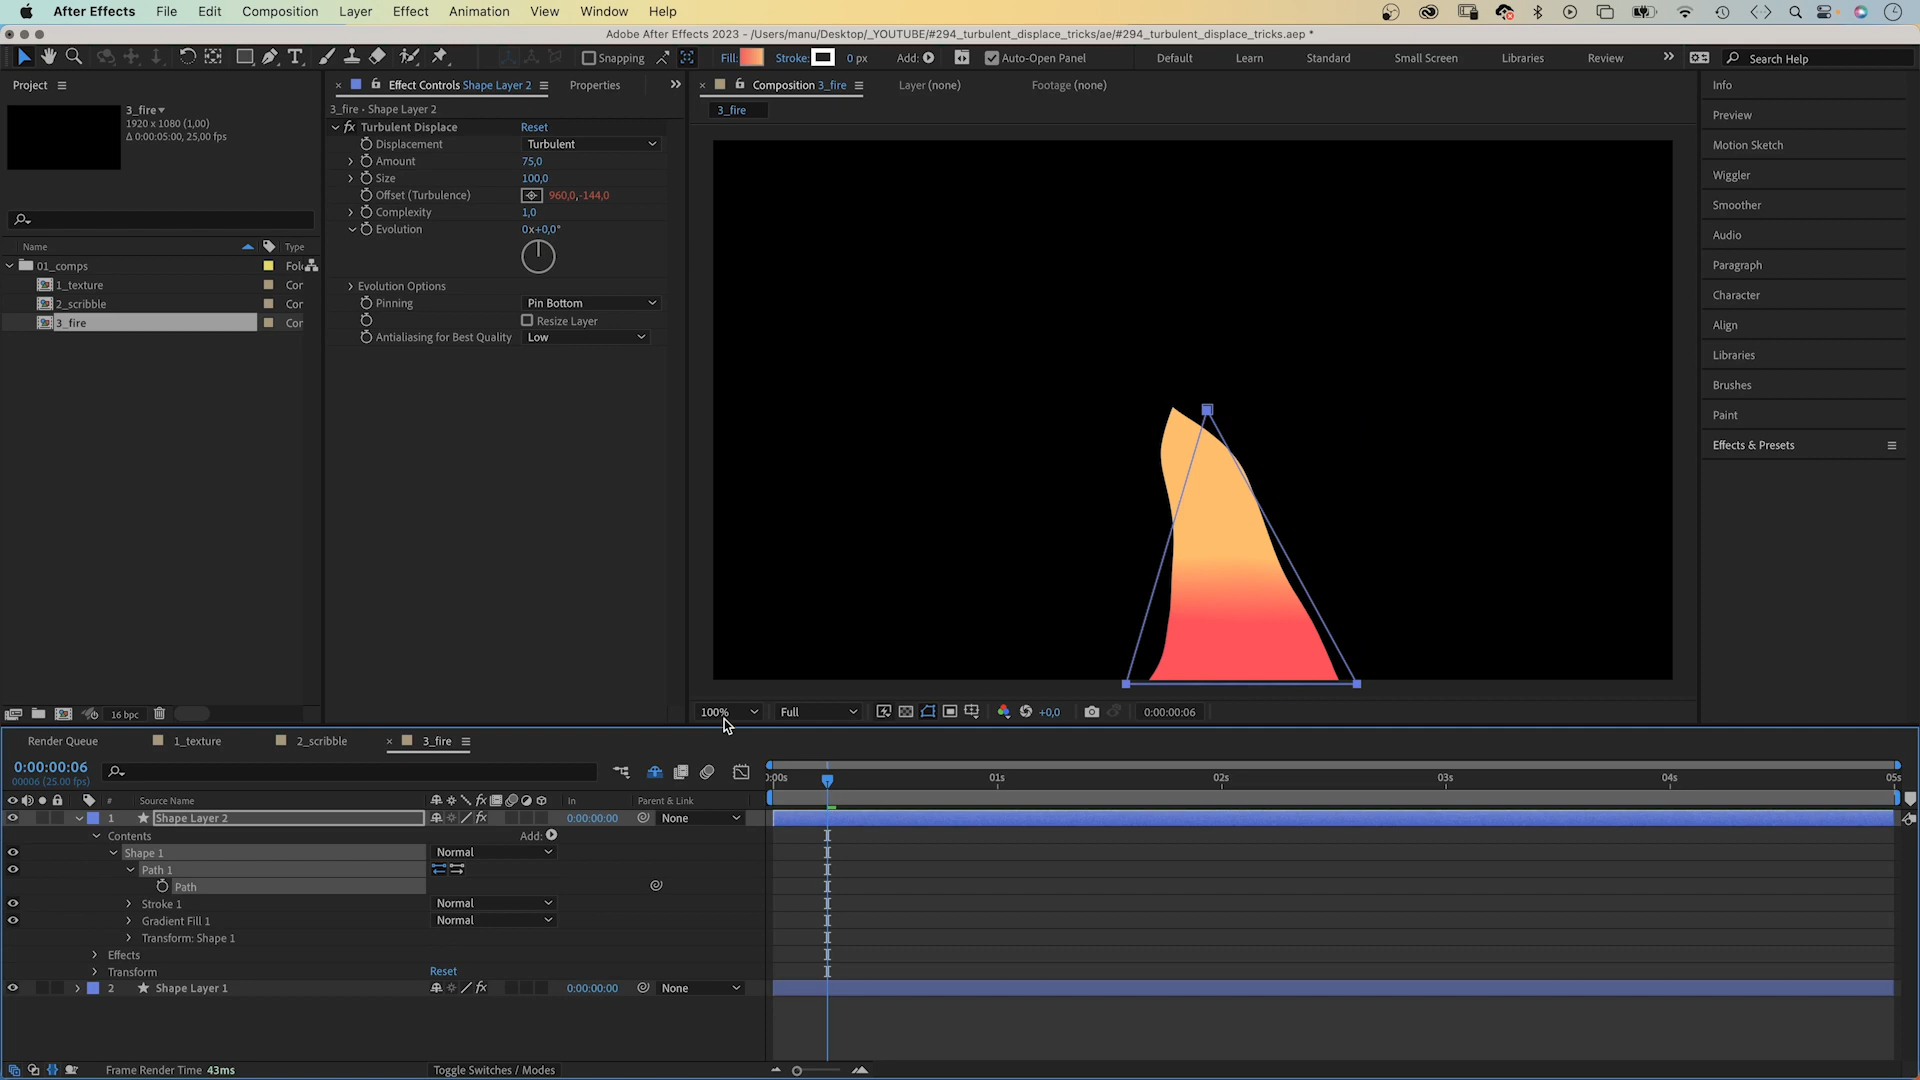 After Effects File Edit Composition Layer Effect Animation View Window Help
Adobe After Effects 2023 - /Users/manu/Desktop/_YOUTUBE/#294_turbulent_displace_tricks/ae/#294_turbulent_displace_tricks.aep *
Snapping Fill: Stroke: 0 px Add: Auto-Open Panel Default Learn Standard Small Screen Libraries Review Search Help
Project Effect Controls Shape Layer 2 Properties Composition 3_fire Layer (none) Footage (none) Info
3_fire
1920 x 1080 (1,00)
Δ 0:00:05:00, 25,00 fps
3_fire • Shape Layer 2
3_fire
fx Turbulent Displace Reset
Displacement Turbulent
Amount 75,0
Size 100,0
Offset (Turbulence) 960,0,-144,0
Complexity 1,0
Evolution 0x+0,0°
Evolution Options
Pinning Pin Bottom
Resize Layer
Antialiasing for Best Quality Low
Name Type
01_comps
1_texture Cor
2_scribble Cor
3_fire Cor
16 bpc
Preview
Motion Sketch
Wiggler
Smoother
Audio
Paragraph
Character
Align
Libraries
Brushes
Paint
Effects & Presets
100% Full +0,0 0:00:00:06
Render Queue 1_texture 2_scribble 3_fire
0:00:00:06
00006 (25.00 fps)
01s 02s 03s 04s 05s
# Source Name fx In Parent & Link
1 Shape Layer 2 fx 0:00:00:00 None
Contents Add:
Shape 1 Normal
Path 1
Path
Stroke 1 Normal
Gradient Fill 1 Normal
Transform: Shape 1
Effects
Transform Reset
2 Shape Layer 1 fx 0:00:00:00 None
Frame Render Time 43ms Toggle Switches / Modes